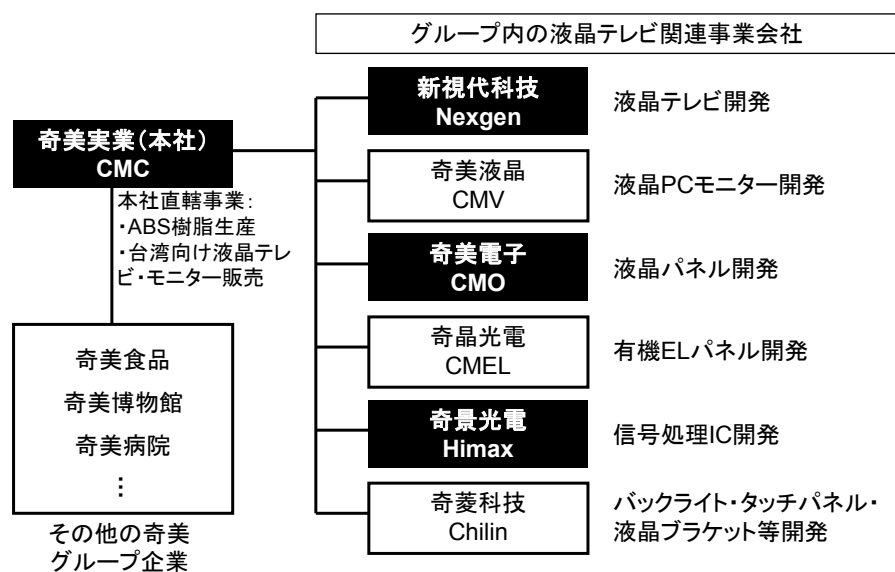 グループ内の液晶テレビ関連事業会社
奇美実業(本社)
CMC
本社直轄事業:
・ABS樹脂生産
・台湾向け液晶テレ
ビ・モニター販売
奇美食品
奇美博物館
奇美病院
⋮
その他の奇美
グループ企業
新視代科技
Nexgen
液晶テレビ開発
奇美液晶
CMV
液晶PCモニター開発
奇美電子
CMO
液晶パネル開発
奇晶光電
CMEL
有機ELパネル開発
奇景光電
Himax
信号処理IC開発
奇菱科技
Chilin
バックライト・タッチパネル・
液晶ブラケット等開発